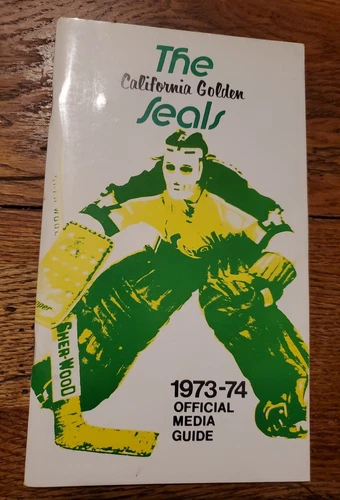 The
California Golden
Seals
SHER-WOOD
1973-74
OFFICIAL
MEDIA
GUIDE